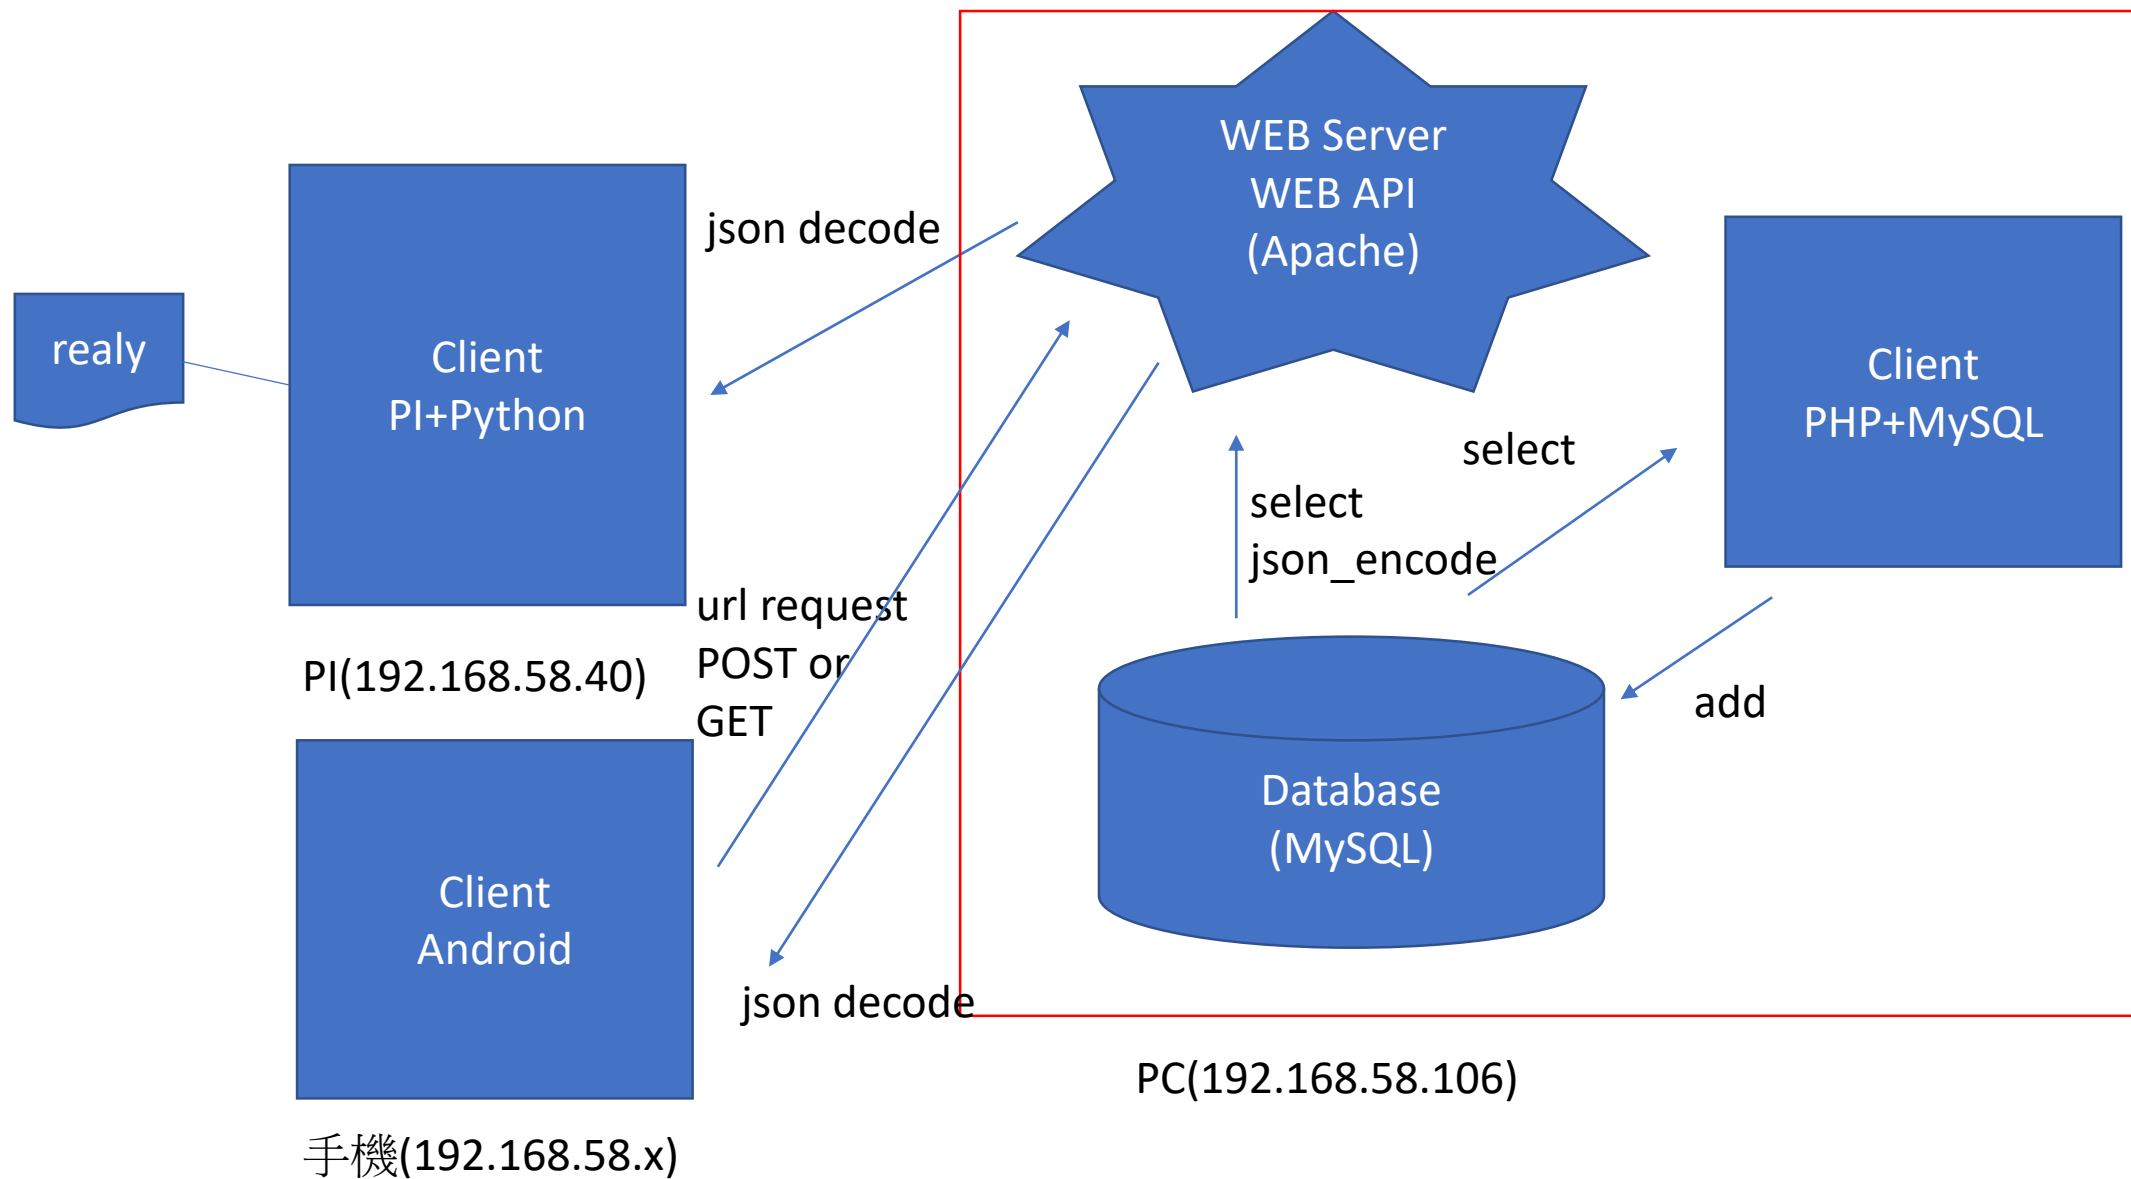 WEB Server
WEB API
(Apache)
json decode
realy
Client
PI+Python
Client
PHP+MySQL
select
select
json_encode
url request
POST or
GET
PI(192.168.58.40)
add
Database
(MySQL)
Client
Android
json decode
PC(192.168.58.106)
手機(192.168.58.x)